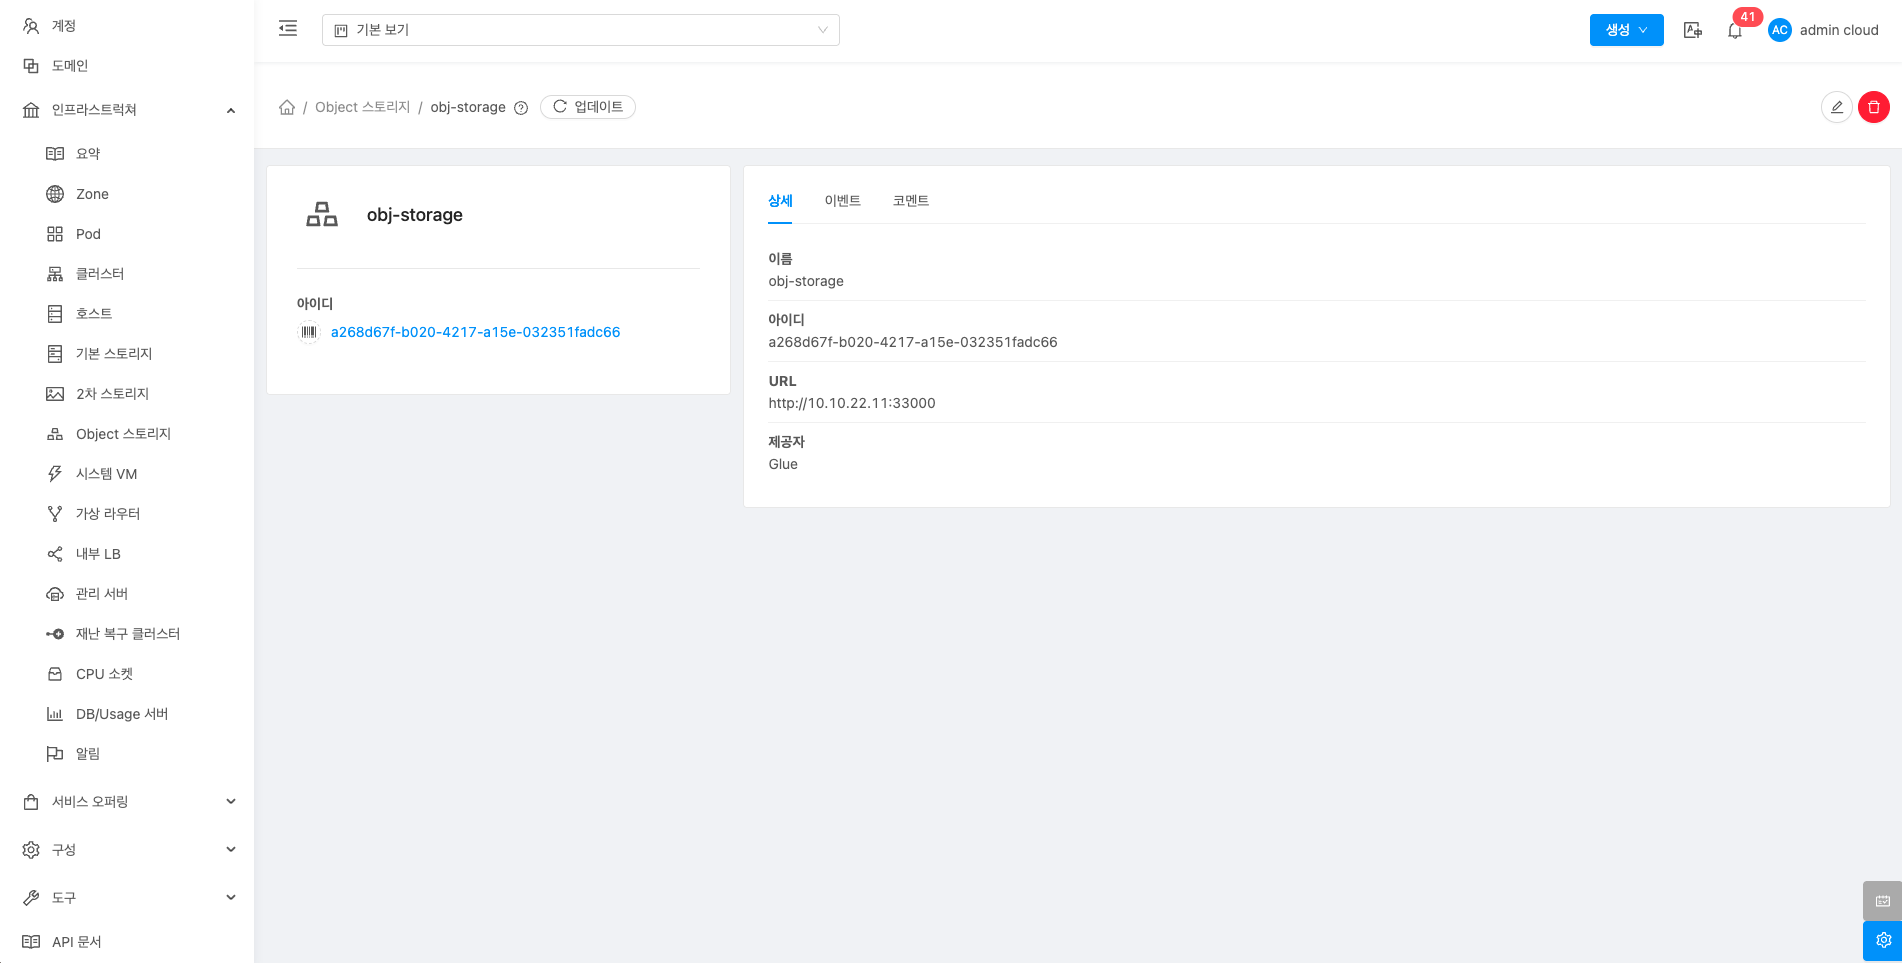 계정
도메인
인프라스트럭쳐
요약
Zone
Pod
클러스터
호스트
기본 스토리지
2차 스토리지
Object 스토리지
시스템 VM
가상 라우터
내부 LB
관리 서버
재난 복구 클러스터
CPU 소켓
DB/Usage 서버
알림
서비스 오퍼링
구성
도구
API 문서
기본 보기
생성
41
AC admin cloud
/ Object 스토리지 / obj-storage 업데이트
obj-storage
아이디
a268d67f-b020-4217-a15e-032351fadc66
상세 이벤트 코멘트
이름
obj-storage
아이디
a268d67f-b020-4217-a15e-032351fadc66
URL
http://10.10.22.11:33000
제공자
Glue